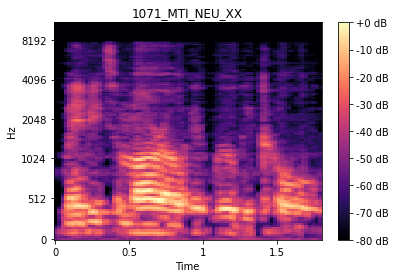 1071_MTI_NEU_XX
8192
4096
2048
1024
512
0
Hz
0
0.5
1
1.5
Time
+0 dB
-10 dB
-20 dB
-30 dB
-40 dB
-50 dB
-60 dB
-70 dB
-80 dB